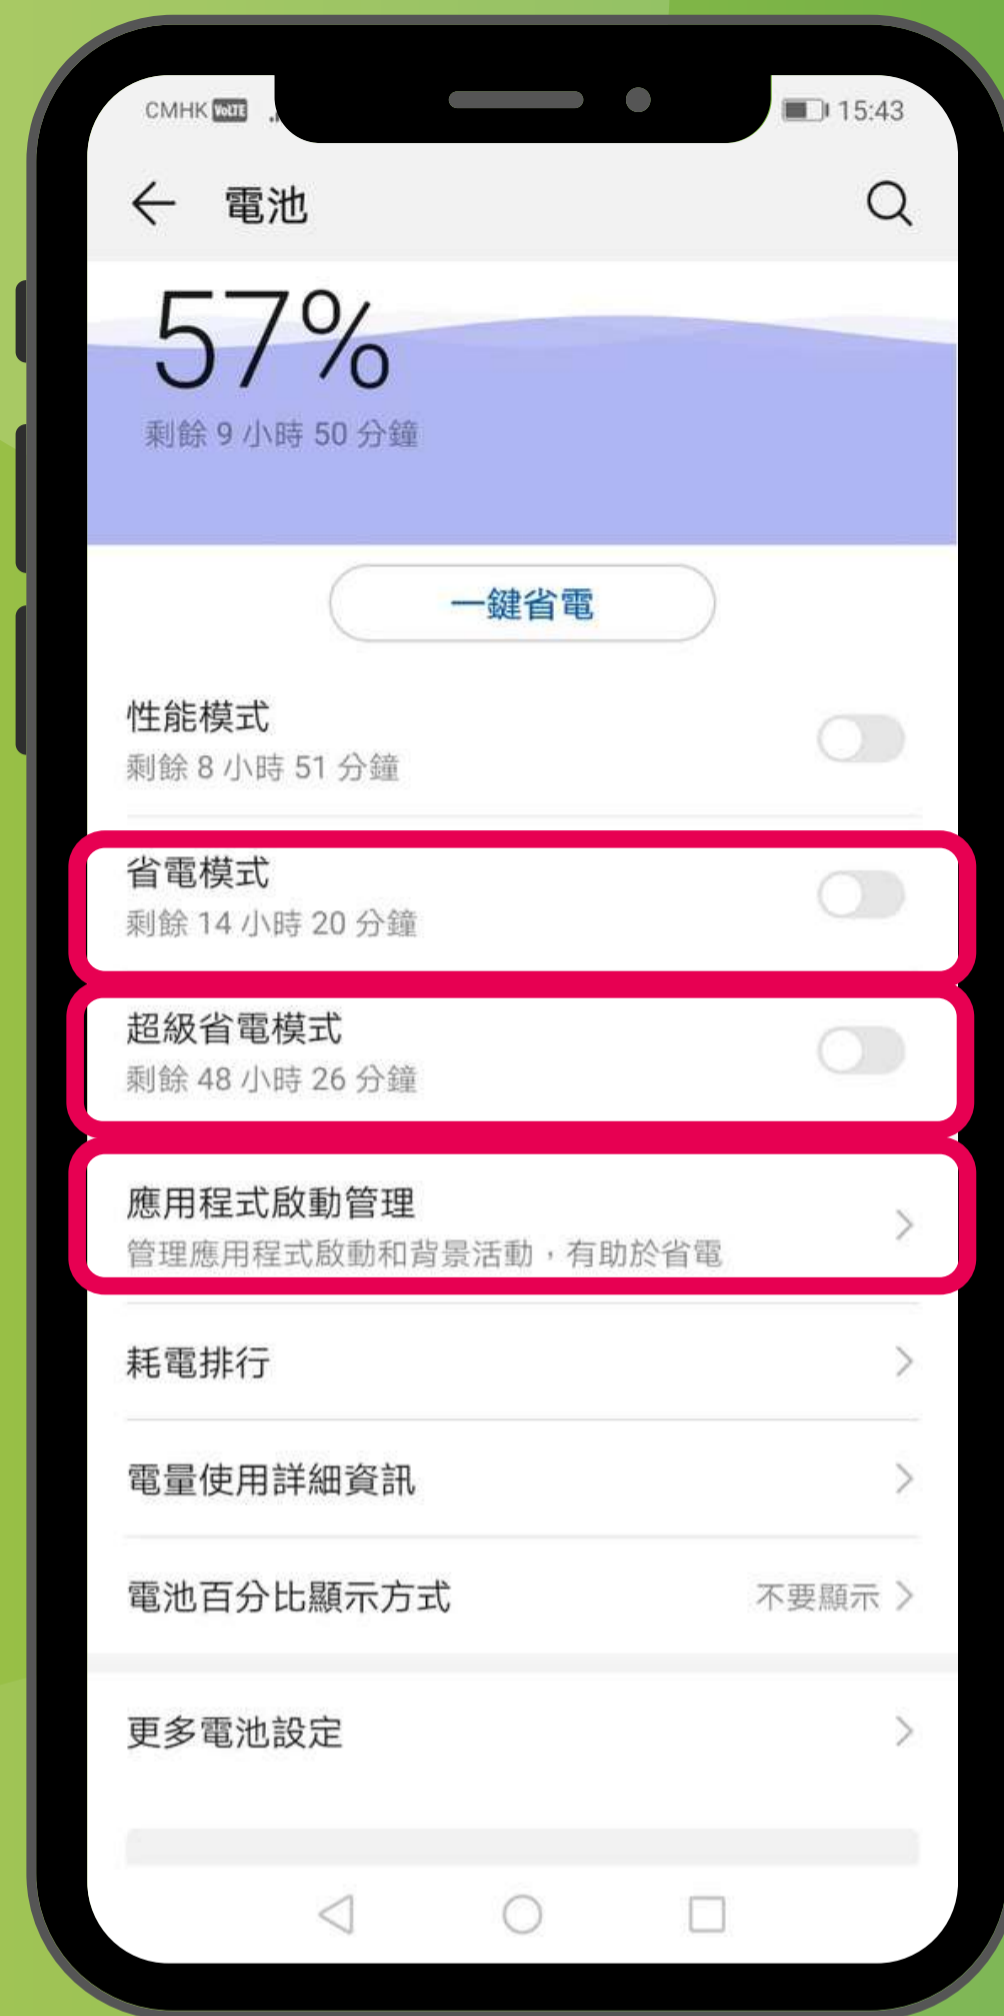 CMHK VoLTE
15:43
電池
57%
剩餘 9 小時 50 分鐘
一鍵省電
性能模式
剩餘 8 小時 51 分鐘
省電模式
剩餘 14 小時 20 分鐘
超級省電模式
剩餘 48 小時 26 分鐘
應用程式啟動管理
管理應用程式啟動和背景活動，有助於省電
耗電排行
電量使用詳細資訊
電池百分比顯示方式
不要顯示
更多電池設定